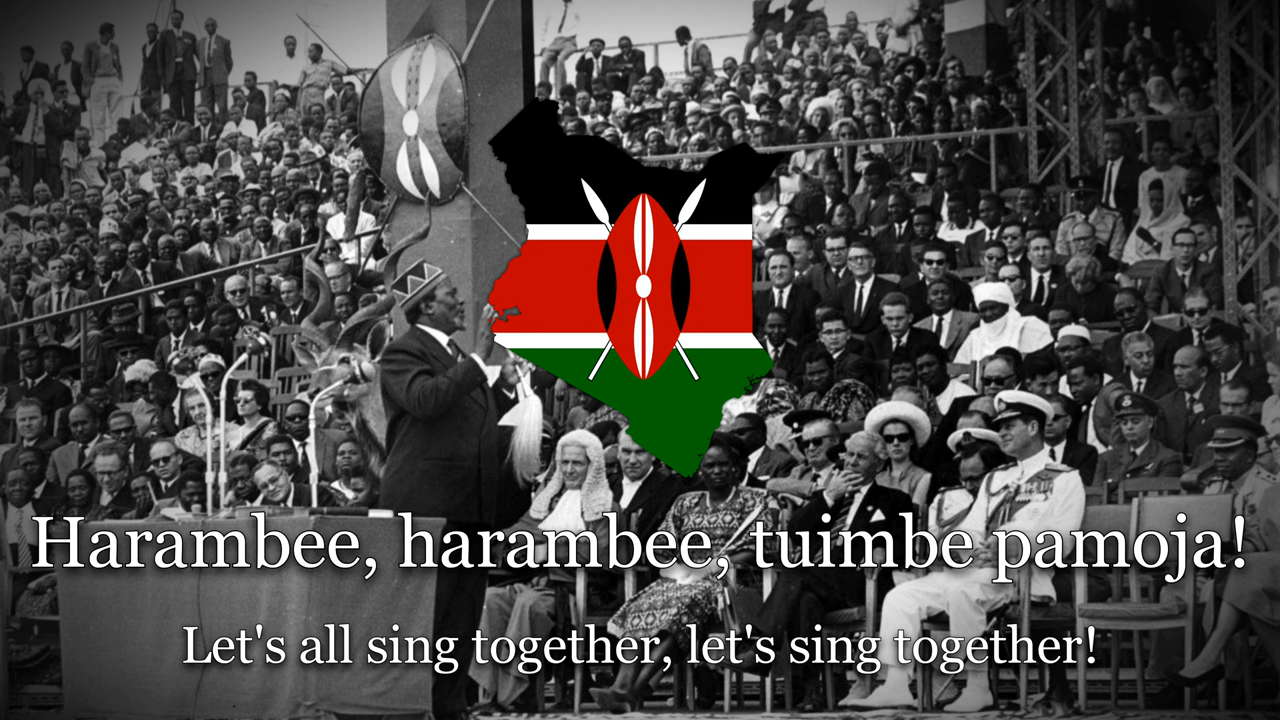 Harambee, harambee, tuimbe pamoja!
Let's all sing together, let's sing together!